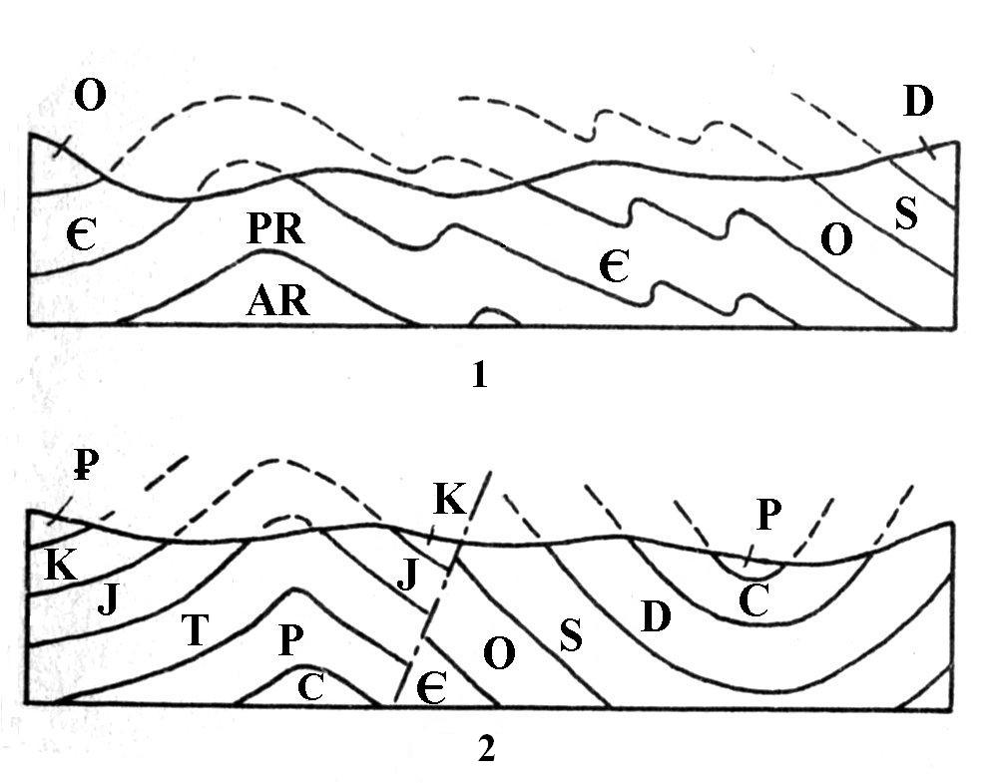 O D
Є PR Є O S
AR
1
₽ K P
K J T P J Є O S D C
C
2